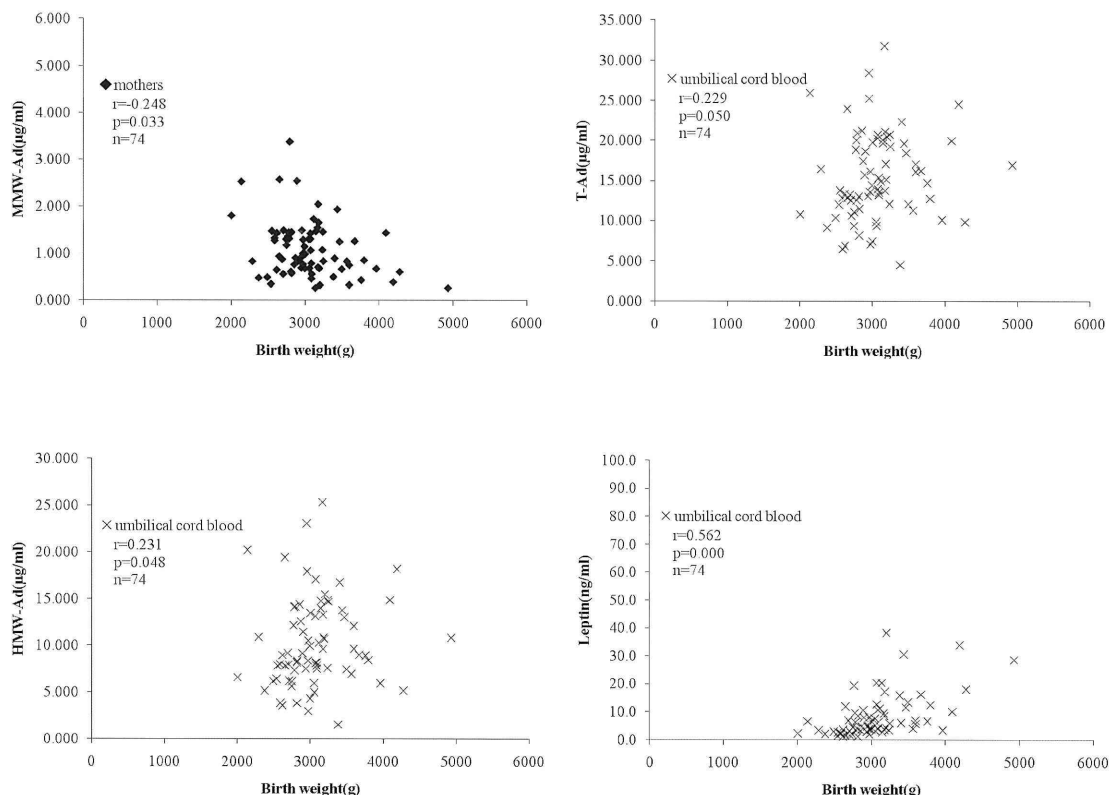 6.000
5.000
4.000
3.000
2.000
1.000
0.000
MMW-Ad(μg/ml)
mothers
r=-0.248
p=0.033
n=74
0 1000 2000 3000 4000 5000 6000
Birth weight(g)
35.000
30.000
25.000
20.000
15.000
10.000
5.000
0.000
T-Ad(μg/ml)
umbilical cord blood
r=0.229
p=0.050
n=74
0 1000 2000 3000 4000 5000 6000
Birth weight(g)
30.000
25.000
20.000
15.000
10.000
5.000
0.000
HMW-Ad(μg/ml)
umbilical cord blood
r=0.231
p=0.048
n=74
0 1000 2000 3000 4000 5000 6000
Birth weight(g)
100.0
90.0
80.0
70.0
60.0
50.0
40.0
30.0
20.0
10.0
0.0
Leptin(ng/ml)
umbilical cord blood
r=0.562
p=0.000
n=74
0 1000 2000 3000 4000 5000 6000
Birth weight(g)